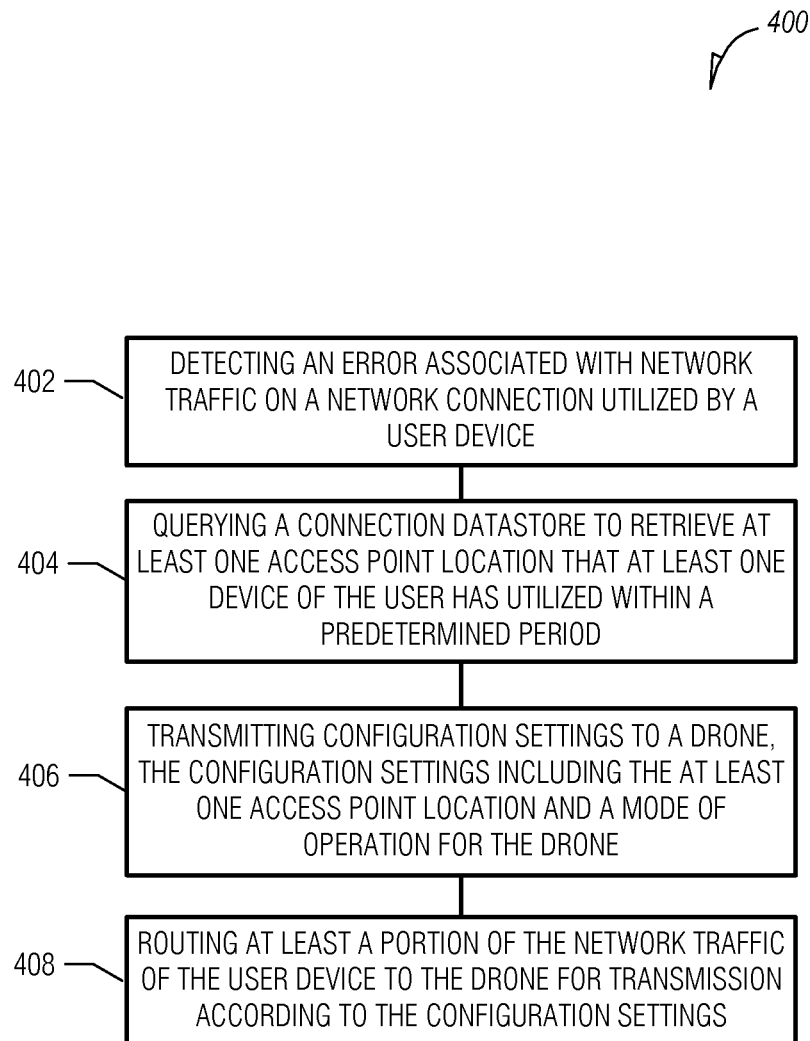 400
402
DETECTING AN ERROR ASSOCIATED WITH NETWORK
TRAFFIC ON A NETWORK CONNECTION UTILIZED BY A
USER DEVICE
404
QUERYING A CONNECTION DATASTORE TO RETRIEVE AT
LEAST ONE ACCESS POINT LOCATION THAT AT LEAST ONE
DEVICE OF THE USER HAS UTILIZED WITHIN A
PREDETERMINED PERIOD
406
TRANSMITTING CONFIGURATION SETTINGS TO A DRONE,
THE CONFIGURATION SETTINGS INCLUDING THE AT LEAST
ONE ACCESS POINT LOCATION AND A MODE OF
OPERATION FOR THE DRONE
408
ROUTING AT LEAST A PORTION OF THE NETWORK TRAFFIC
OF THE USER DEVICE TO THE DRONE FOR TRANSMISSION
ACCORDING TO THE CONFIGURATION SETTINGS